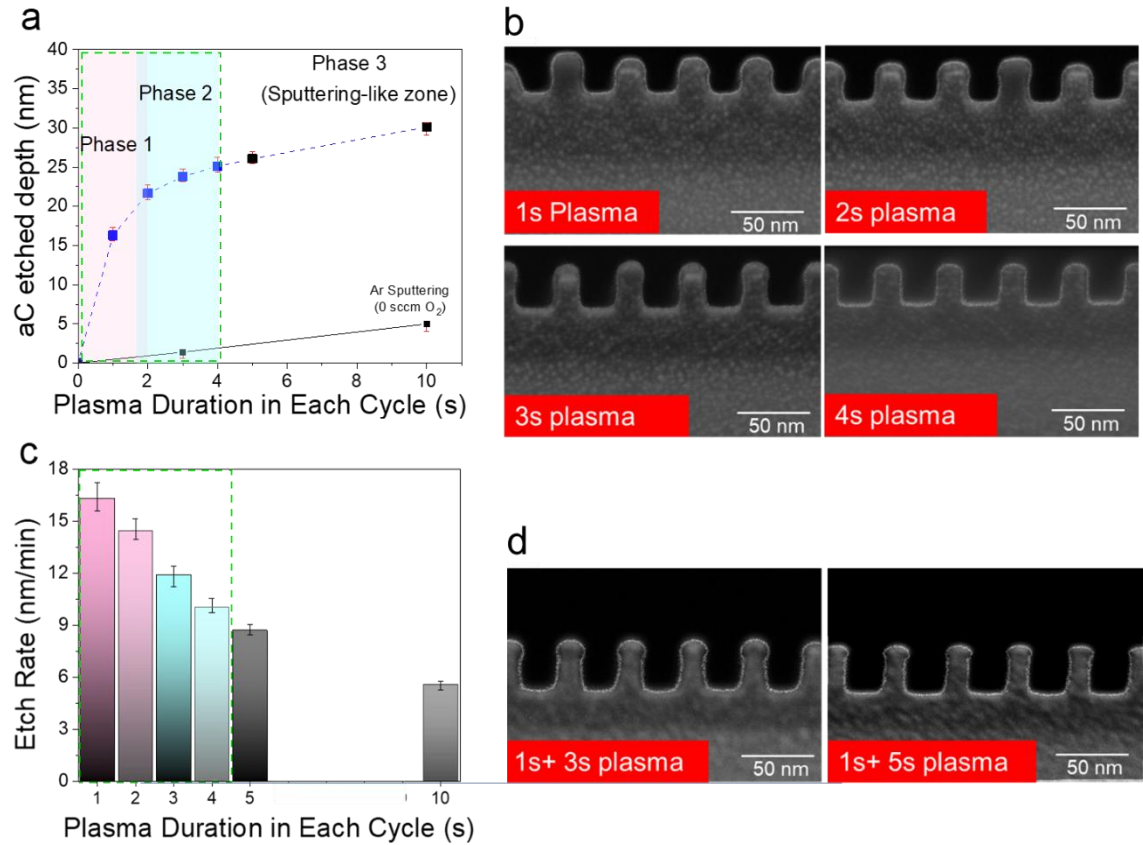 a
aC etched depth (nm)
40
35
30
25
20
15
10
5
0
Phase 1
Phase 2
Phase 3
(Sputtering-like zone)
Ar Sputtering
(0 sccm O2)
0 2 4 6 8 10
Plasma Duration in Each Cycle (s)
b
1s Plasma
50 nm
2s plasma
50 nm
3s plasma
50 nm
4s plasma
50 nm
c
Etch Rate (nm/min)
18
15
12
9
6
3
0
1 2 3 4 5 10
Plasma Duration in Each Cycle (s)
d
1s+ 3s plasma
50 nm
1s+ 5s plasma
50 nm